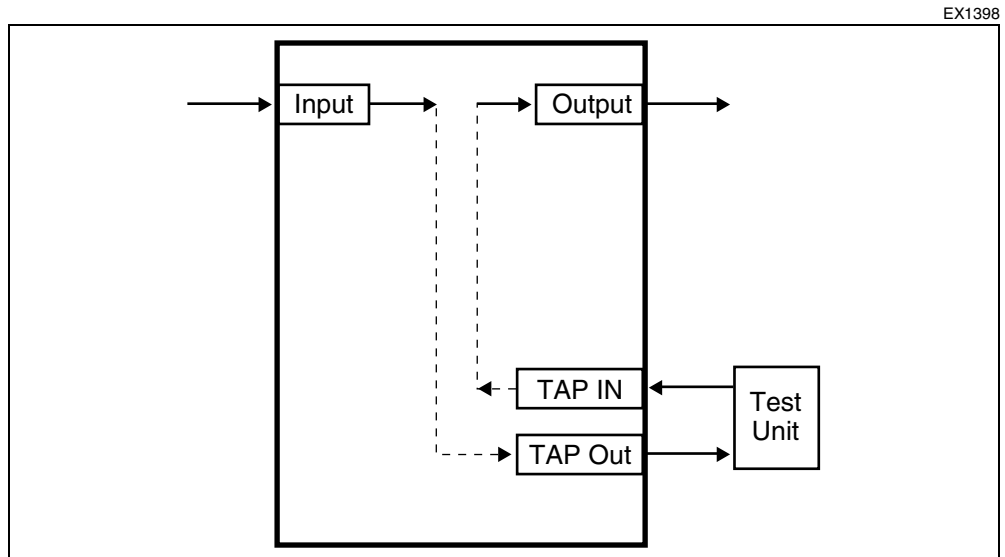 EX1398
Input
Output
TAP IN
TAP Out
Test
Unit